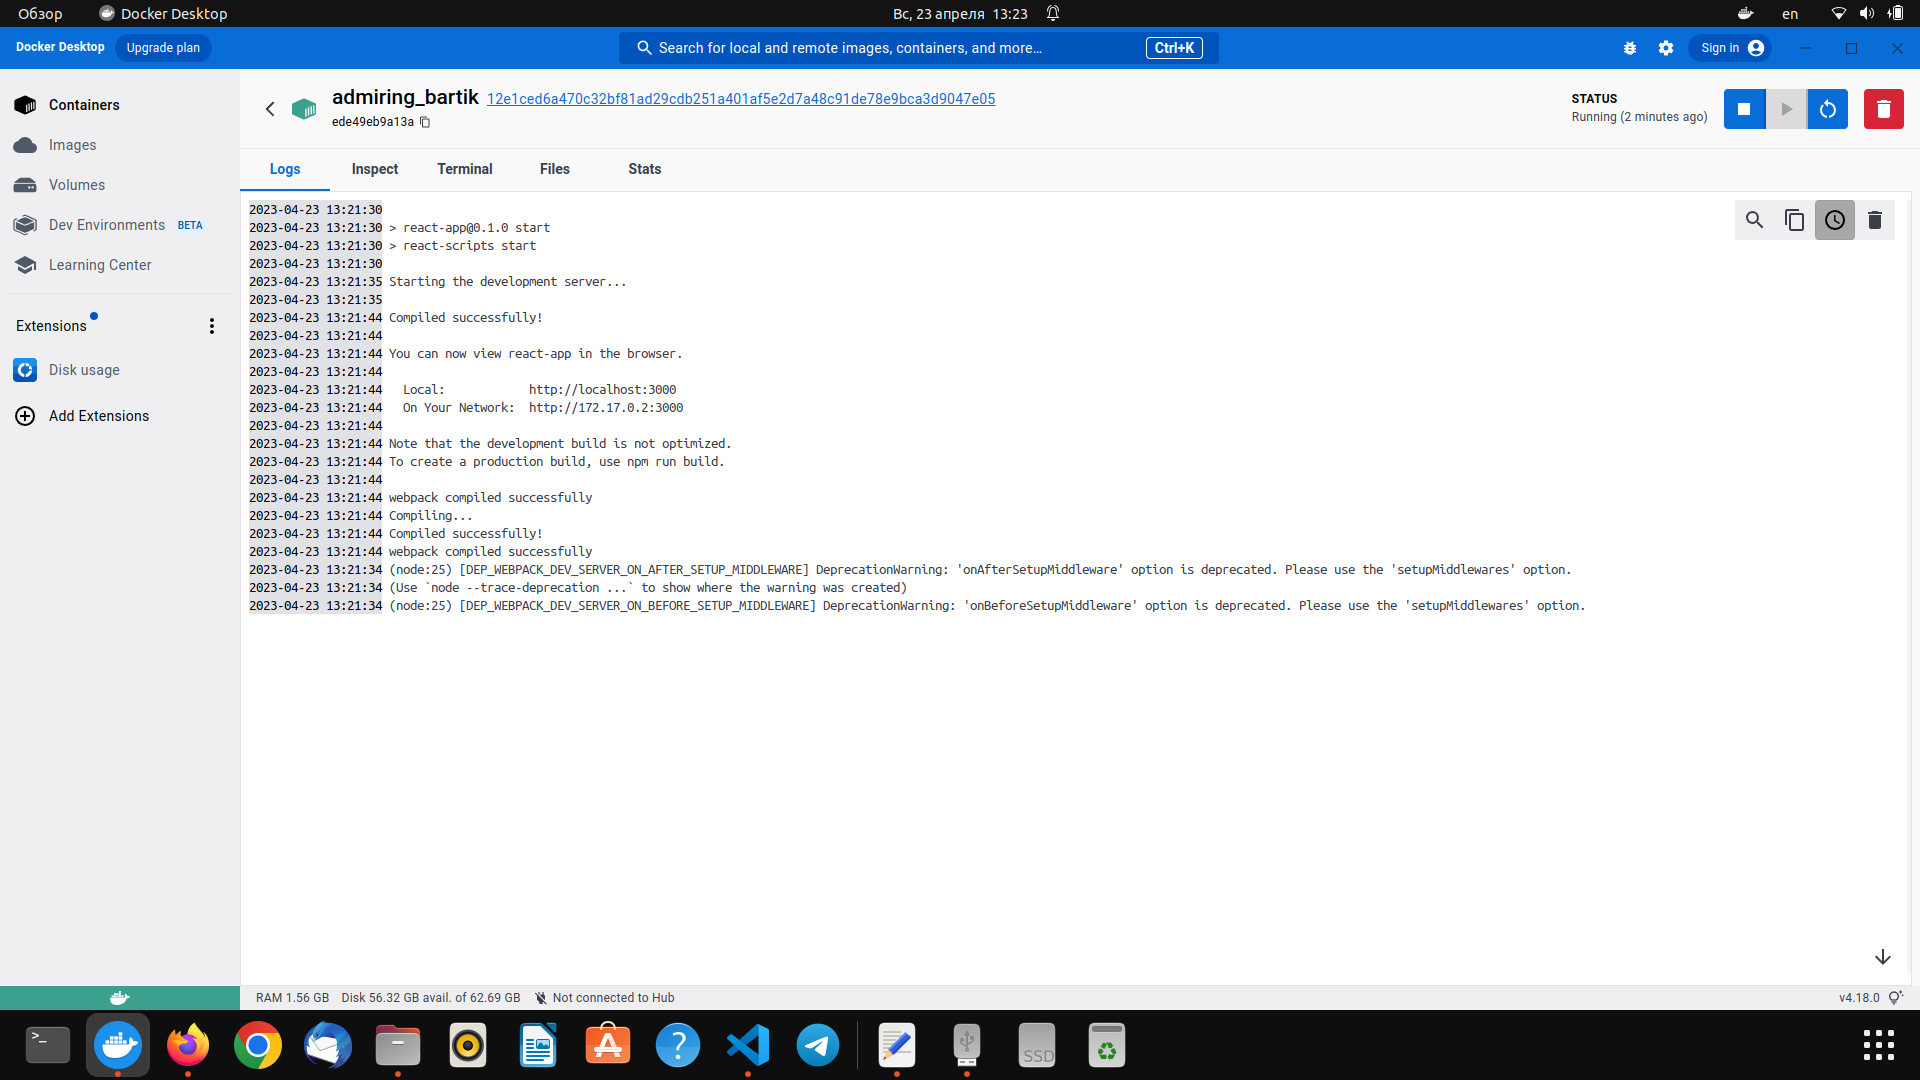 Обзор
Docker Desktop
Вс, 23 апреля 13:23
en
Docker Desktop
Upgrade plan
Search for local and remote images, containers, and more...
Ctrl+K
Sign in
Containers
Images
Volumes
Dev Environments BETA
Learning Center
Extensions
Disk usage
Add Extensions
admiring_bartik 12e1ced6a470c32bf81ad29cdb251a401af5e2d7a48c91de78e9bca3d9047e05
ede49eb9a13a
STATUS
Running (2 minutes ago)
Logs Inspect Terminal Files Stats
2023-04-23 13:21:30
2023-04-23 13:21:30 > react-app@0.1.0 start
2023-04-23 13:21:30 > react-scripts start
2023-04-23 13:21:30
2023-04-23 13:21:35 Starting the development server...
2023-04-23 13:21:35
2023-04-23 13:21:44 Compiled successfully!
2023-04-23 13:21:44
2023-04-23 13:21:44 You can now view react-app in the browser.
2023-04-23 13:21:44
2023-04-23 13:21:44 Local: http://localhost:3000
2023-04-23 13:21:44 On Your Network: http://172.17.0.2:3000
2023-04-23 13:21:44
2023-04-23 13:21:44 Note that the development build is not optimized.
2023-04-23 13:21:44 To create a production build, use npm run build.
2023-04-23 13:21:44
2023-04-23 13:21:44 webpack compiled successfully
2023-04-23 13:21:44 Compiling...
2023-04-23 13:21:44 Compiled successfully!
2023-04-23 13:21:44 webpack compiled successfully
2023-04-23 13:21:34 (node:25) [DEP_WEBPACK_DEV_SERVER_ON_AFTER_SETUP_MIDDLEWARE] DeprecationWarning: 'onAfterSetupMiddleware' option is deprecated. Please use the 'setupMiddlewares' option.
2023-04-23 13:21:34 (Use `node --trace-deprecation ...` to show where the warning was created)
2023-04-23 13:21:34 (node:25) [DEP_WEBPACK_DEV_SERVER_ON_BEFORE_SETUP_MIDDLEWARE] DeprecationWarning: 'onBeforeSetupMiddleware' option is deprecated. Please use the 'setupMiddlewares' option.
RAM 1.56 GB Disk 56.32 GB avail. of 62.69 GB Not connected to Hub
v4.18.0
SSD